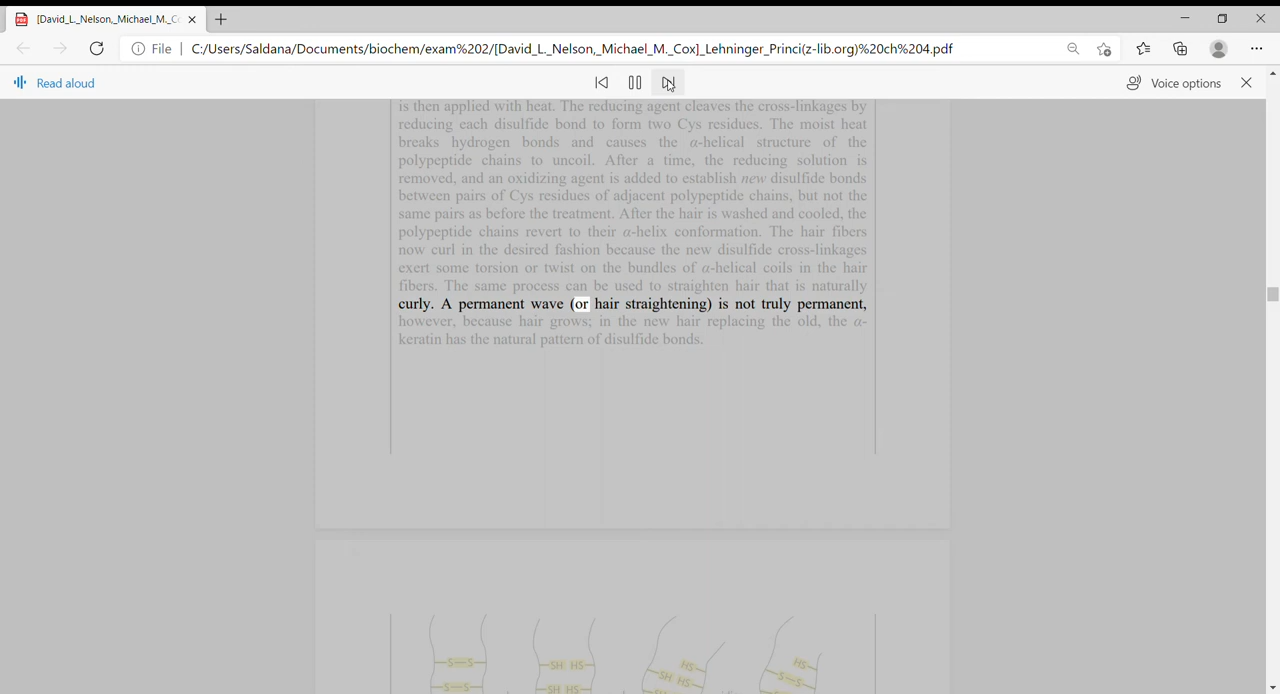 [David_L._Nelson,_Michael_M._C
File | C:/Users/Saldana/Documents/biochem/exam%202/[David_L._Nelson,_Michael_M._Cox]_Lehninger_Princi(z-lib.org)%20ch%204.pdf
Read aloud
Voice options
is then applied with heat. The reducing agent cleaves the cross-linkages by
reducing each disulfide bond to form two Cys residues. The moist heat
breaks hydrogen bonds and causes the α-helical structure of the
polypeptide chains to uncoil. After a time, the reducing solution is
removed, and an oxidizing agent is added to establish new disulfide bonds
between pairs of Cys residues of adjacent polypeptide chains, but not the
same pairs as before the treatment. After the hair is washed and cooled, the
polypeptide chains revert to their α-helix conformation. The hair fibers
now curl in the desired fashion because the new disulfide cross-linkages
exert some torsion or twist on the bundles of α-helical coils in the hair
fibers. The same process can be used to straighten hair that is naturally
curly. A permanent wave (or hair straightening) is not truly permanent,
however, because hair grows; in the new hair replacing the old, the α-
keratin has the natural pattern of disulfide bonds.
S—S SH HS HS HS
SH HS S—S
S—S SH HS